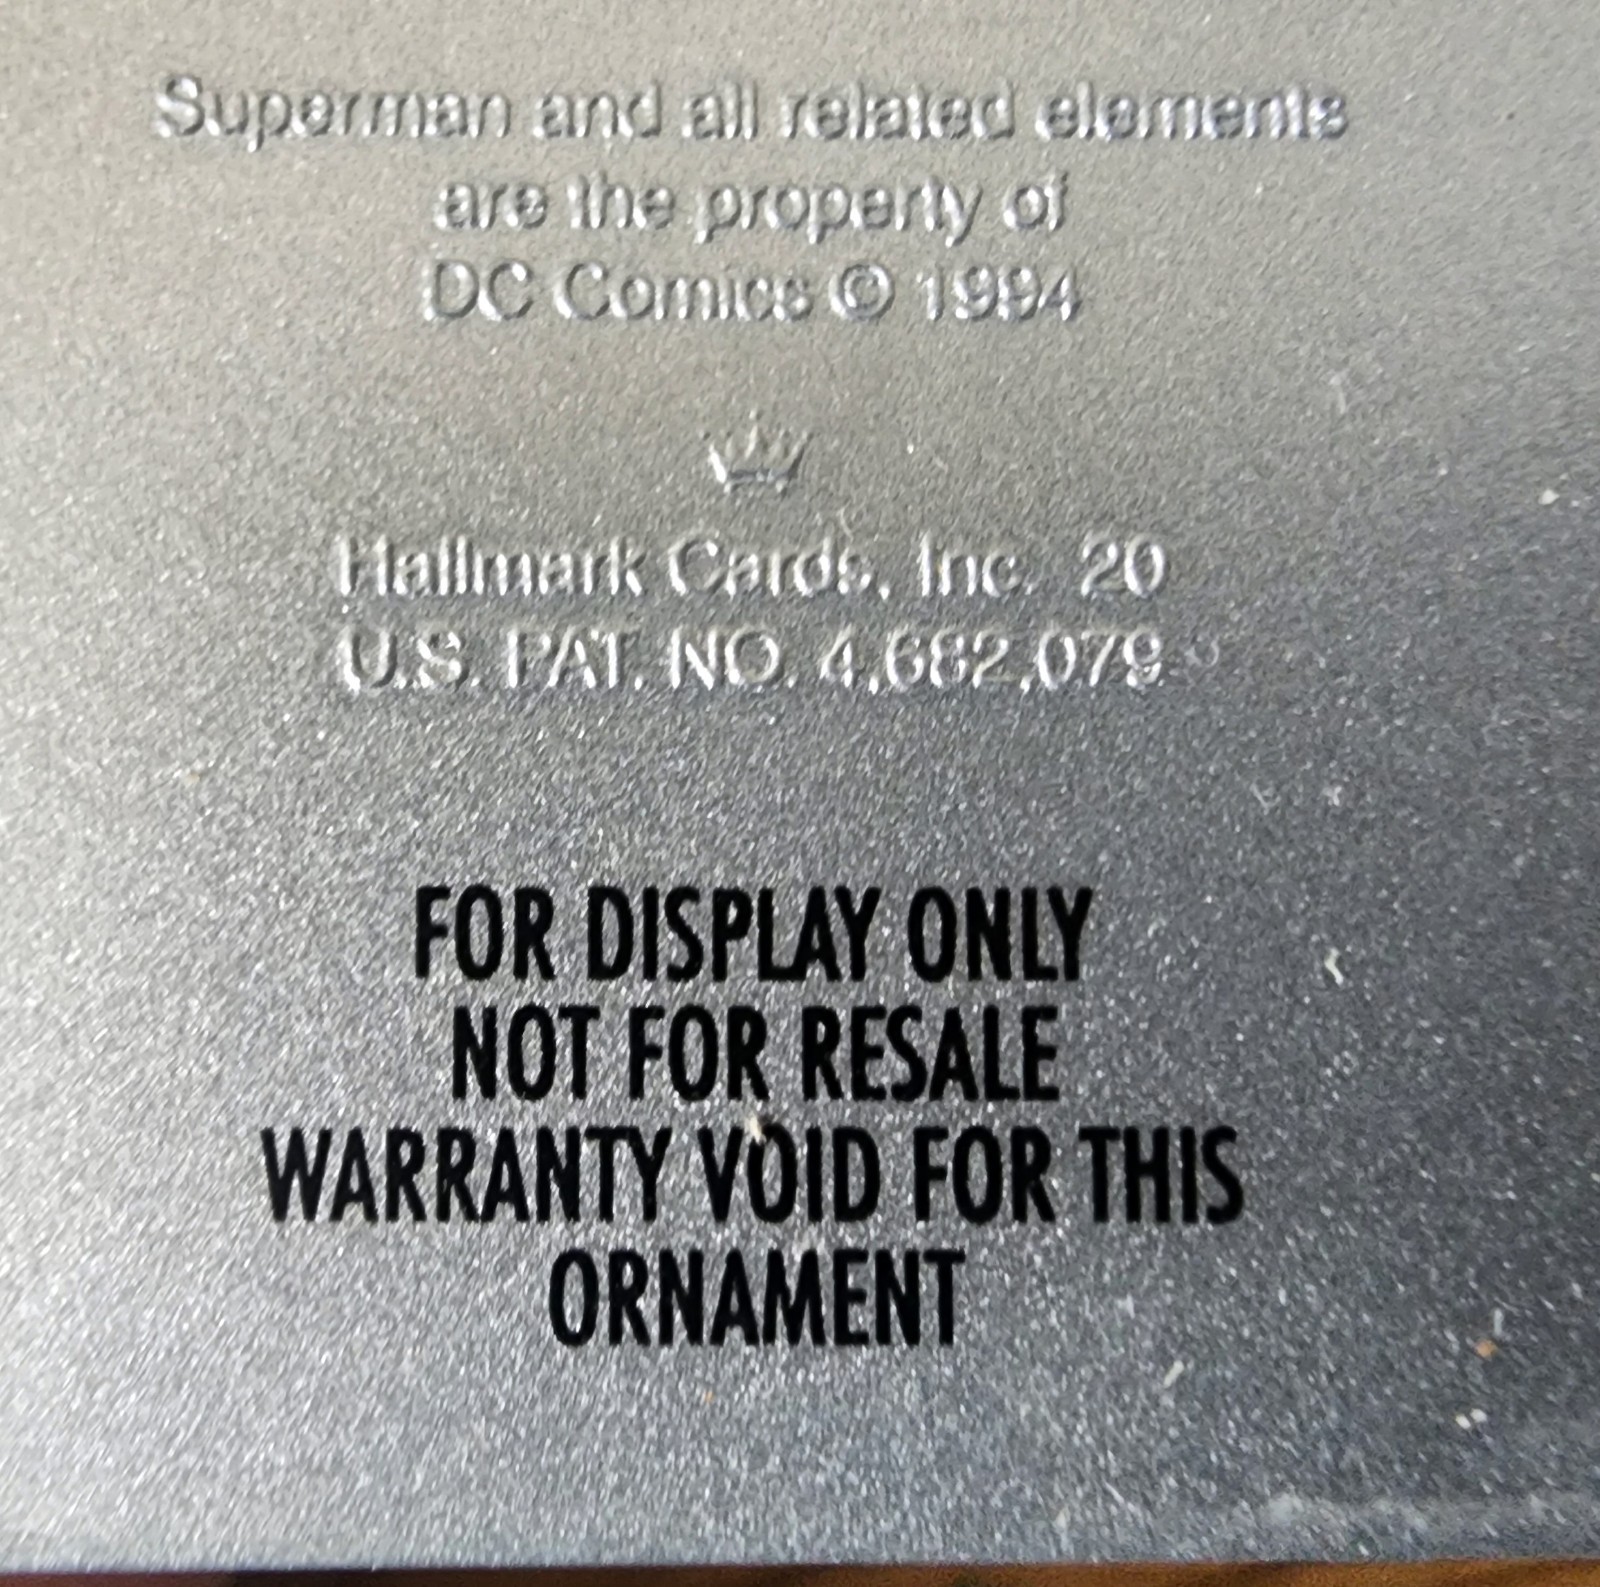 Superman and all related elements
are the property of
DC Comics © 1994
Hallmark Cards, Inc. 20
U.S. PAT. NO. 4,682,079
FOR DISPLAY ONLY
NOT FOR RESALE
WARRANTY VOID FOR THIS
ORNAMENT